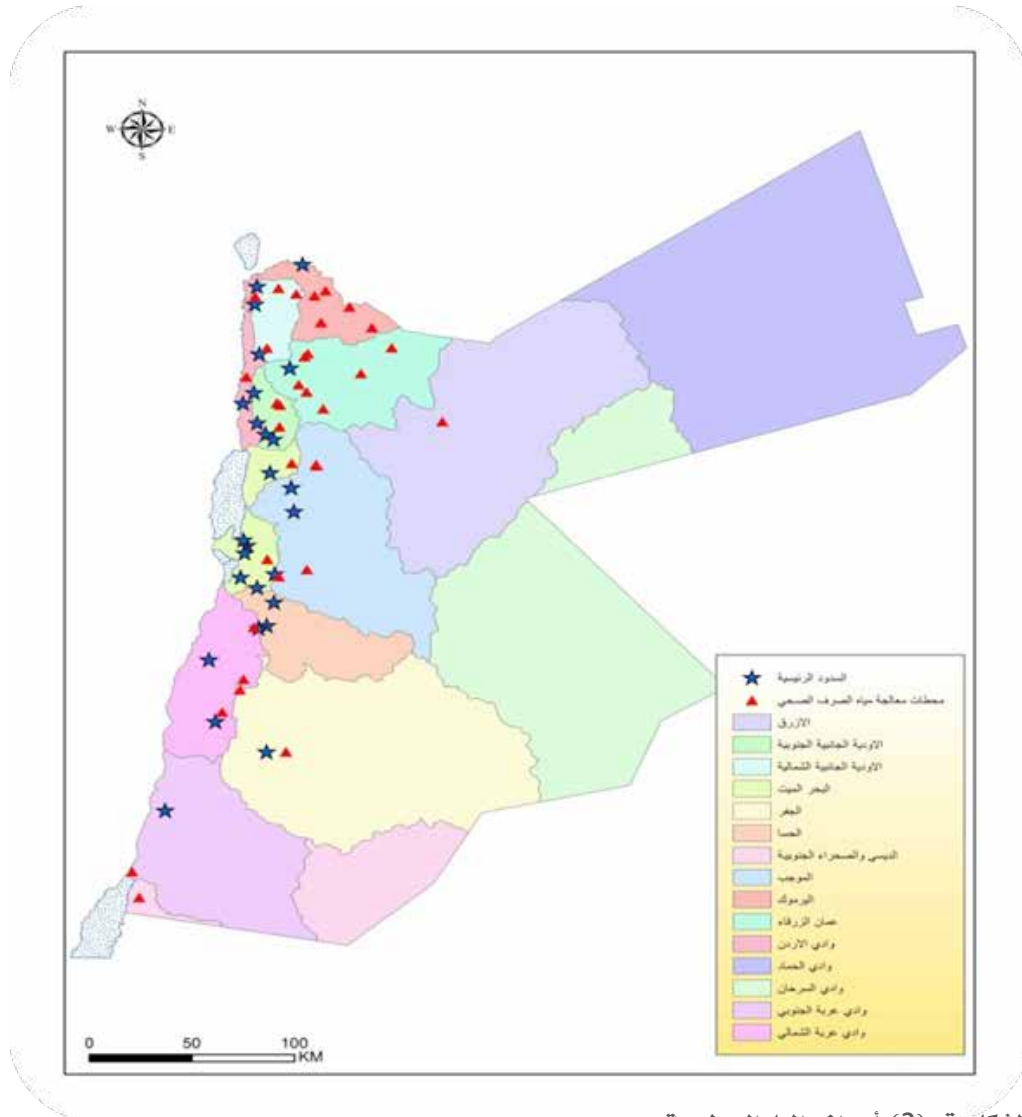 N
W E
S
السدود الرئيسية
محطات معالجة مياه الصرف الصحي
الازرق
الاودية الجانبية الجنوبية
الاودية الجانبية الشمالية
البحر الميت
الجفر
الحسا
الديسي والصحراء الجنوبية
الموجب
اليرموك
عمان الزرقاء
وادي الاردن
وادي الحماد
وادي السرحان
وادي عربة الجنوبي
وادي عربة الشمالي
0 50 100
KM
(3)